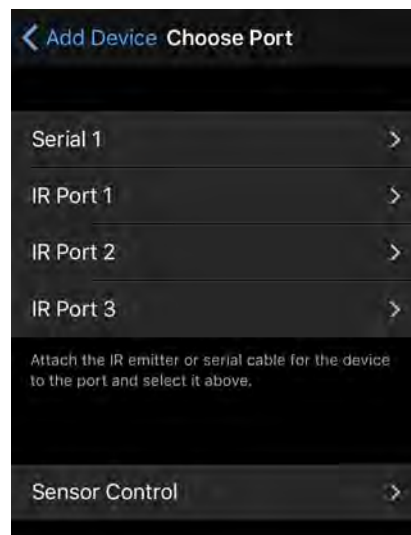 Add Device Choose Port
Serial 1
IR Port 1
IR Port 2
IR Port 3
Attach the IR emitter or serial cable for the device
to the port and select it above.
Sensor Control